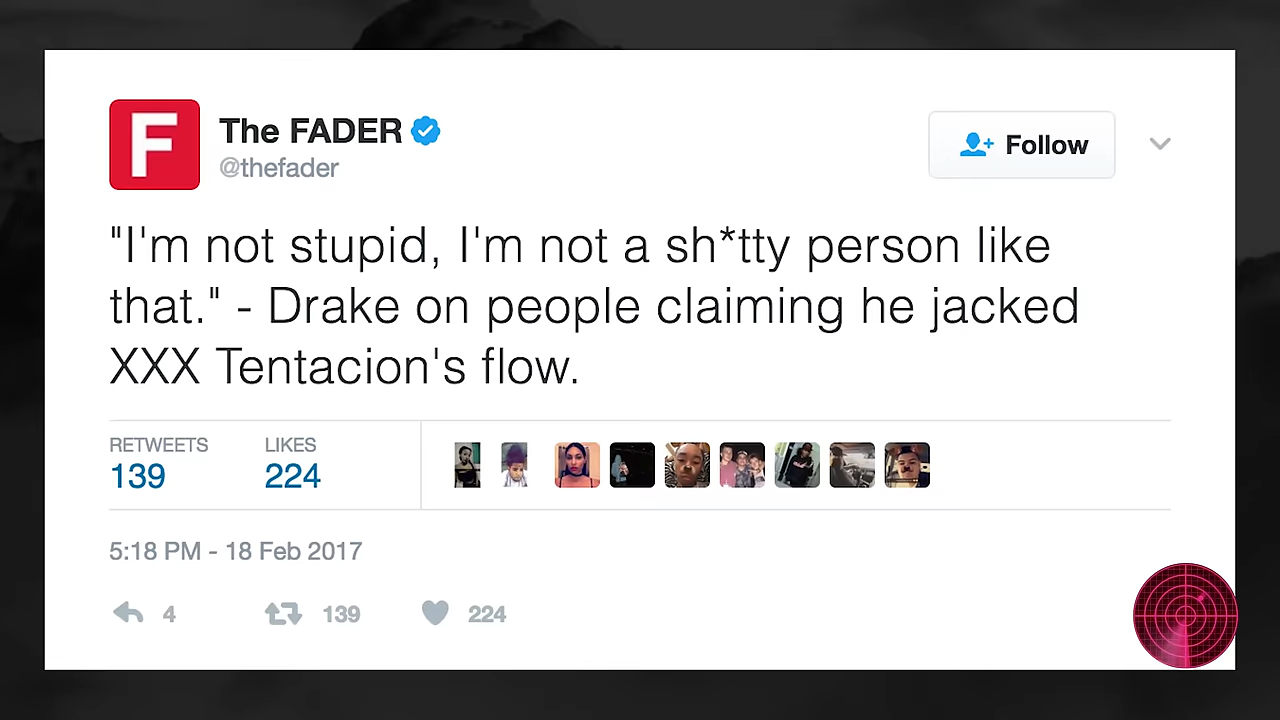 F
The FADER
@thefader
Follow
"I'm not stupid, I'm not a sh*tty person like
that." - Drake on people claiming he jacked
XXX Tentacion's flow.
RETWEETS LIKES
139 224
5:18 PM - 18 Feb 2017
4 139 224